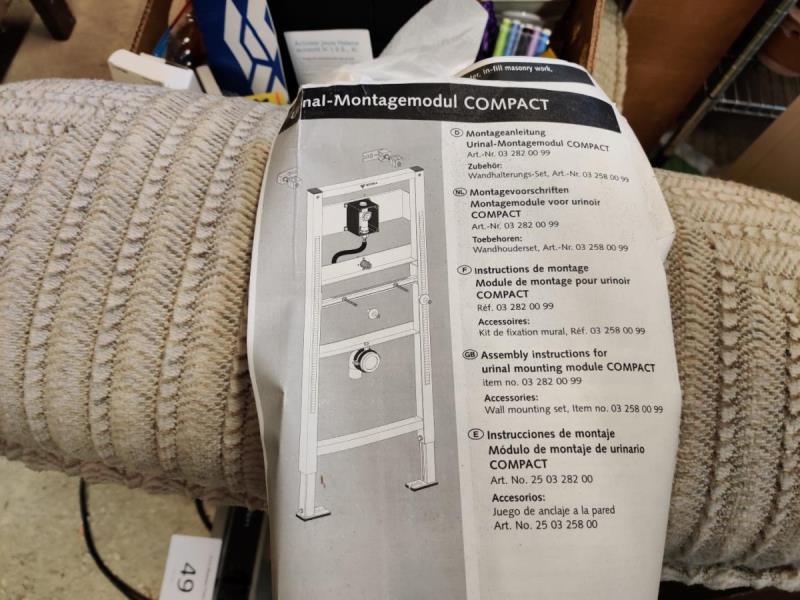 ter. In-fill masonry work.
nal-Montagemodul COMPACT
D Montageanleitung
Urinal-Montagemodul COMPACT
Art.-Nr. 03 282 00 99
Zubehör:
Wandhalterungs-Set, Art.-Nr. 03 258 00 99
NL Montagevoorschriften
Montagemodule voor urinoir
COMPACT
Art.-Nr. 03 282 00 99
Toebehoren:
Wandhouderset, Art.-Nr. 03 258 00 99
F Instructions de montage
Module de montage pour urinoir
COMPACT
Réf. 03 282 00 99
Accessoires:
Kit de fixation mural, Réf. 03 258 00 99
GB Assembly instructions for
urinal mounting module COMPACT
item no. 03 282 00 99
Accessories:
Wall mounting set, Item no. 03 258 00 99
E Instrucciones de montaje
Módulo de montaje de urinario
COMPACT
Art. No. 25 03 282 00
Accesorios:
Juego de anclaje a la pared
Art. No. 25 03 258 00
49